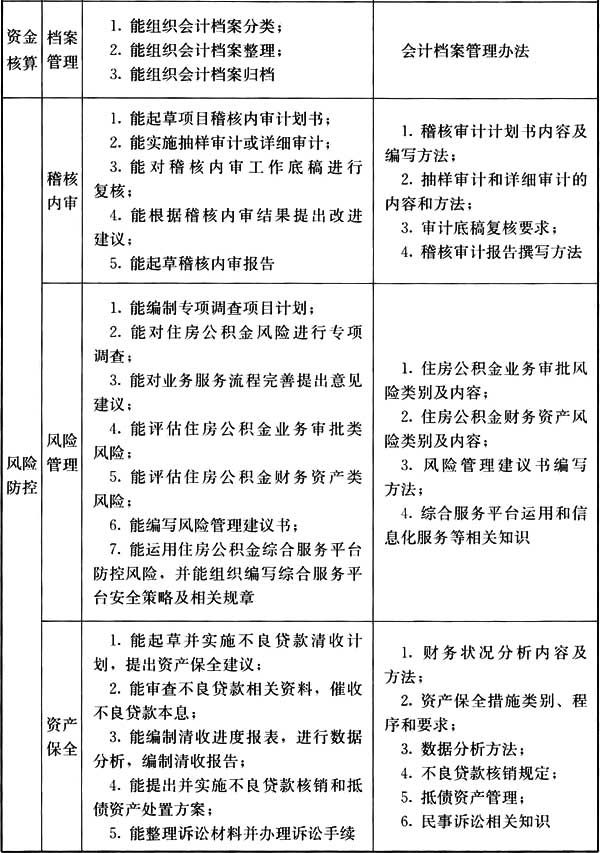 资金
核算
档案
管理
1. 能组织会计档案分类；
2. 能组织会计档案整理；
3. 能组织会计档案归档
会计档案管理办法
风险
防控
稽核
内审
1. 能起草项目稽核内审计划书；
2. 能实施抽样审计或详细审计；
3. 能对稽核内审工作底稿进行
复核；
4. 能根据稽核内审结果提出改进
建议；
5. 能起草稽核内审报告
1. 稽核审计计划书内容及
编写方法；
2. 抽样审计和详细审计的
内容和方法；
3. 审计底稿复核要求；
4. 稽核审计报告撰写方法
风险
管理
1. 能编制专项调查项目计划；
2. 能对住房公积金风险进行专项
调查；
3. 能对业务服务流程完善提出意见
建议；
4. 能评估住房公积金业务审批类
风险；
5. 能评估住房公积金财务资产类
风险；
6. 能编写风险管理建议书；
7. 能运用住房公积金综合服务平台
防控风险，并能组织编写综合服务平
台安全策略及相关规章
1. 住房公积金业务审批风
险类别及内容；
2. 住房公积金财务资产风
险类别及内容；
3. 风险管理建议书编写
方法；
4. 综合服务平台运用和信
息化服务等相关知识
资产
保全
1. 能起草并实施不良贷款清收计
划，提出资产保全建议；
2. 能审查不良贷款相关资料，催收
不良贷款本息；
3. 能编制清收进度报表，进行数据
分析，编制清收报告；
4. 能提出并实施不良贷款核销和抵
债资产处置方案；
5. 能整理诉讼材料并办理诉讼手续
1. 财务状况分析内容及
方法；
2. 资产保全措施类别、程
序和要求；
3. 数据分析方法；
4. 不良贷款核销规定；
5. 抵债资产管理；
6. 民事诉讼相关知识